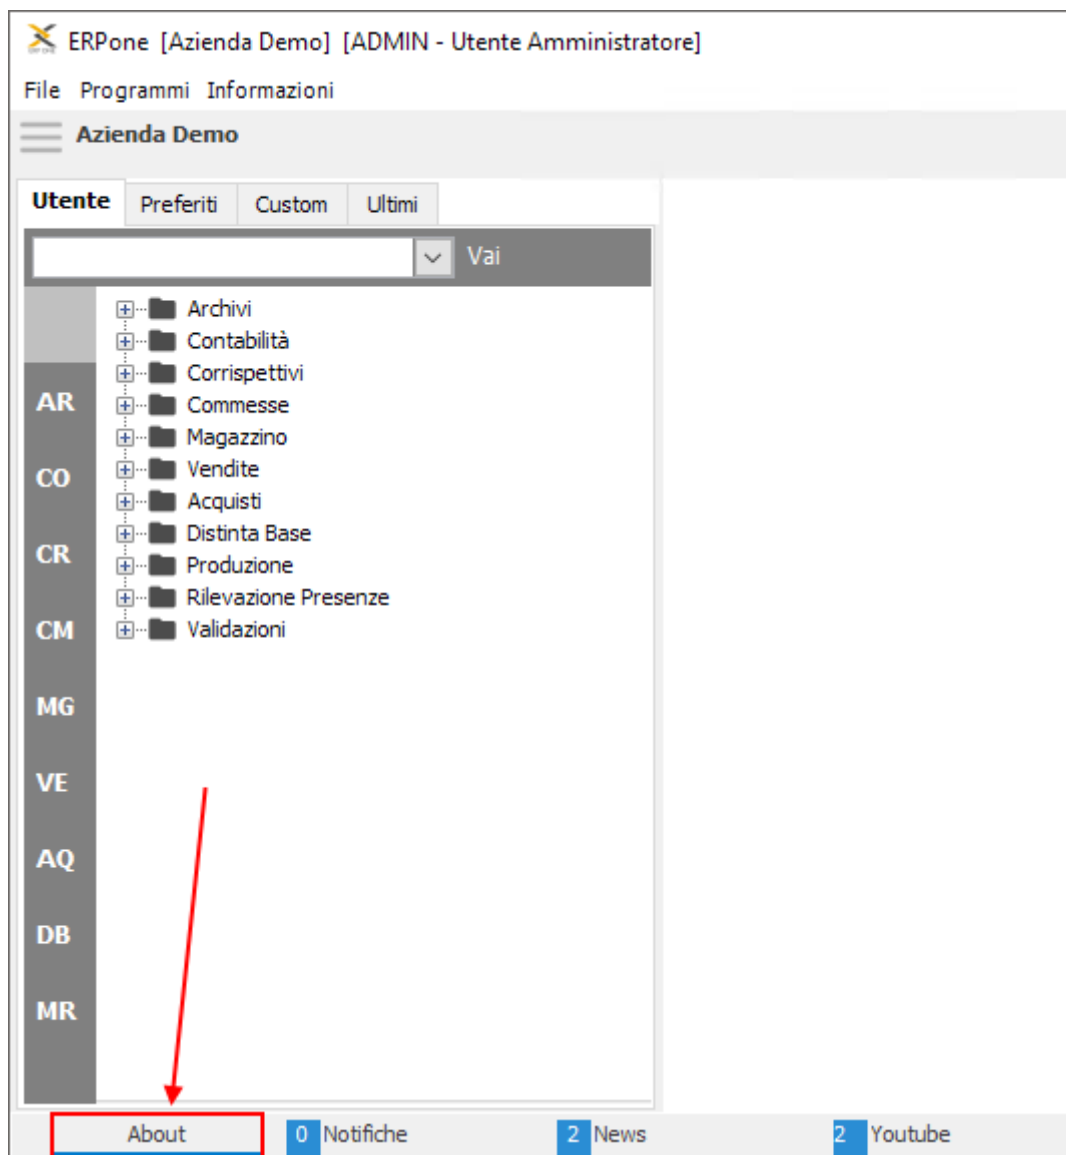 ERPone [Azienda Demo] [ADMIN - Utente Amministratore]
File Programmi Informazioni
Azienda Demo
Utente Preferiti Custom Ultimi
Vai
Archivi
Contabilità
Corrispettivi
Commesse
Magazzino
Vendite
Acquisti
Distinta Base
Produzione
Rilevazione Presenze
Validazioni
AR
CO
CR
CM
MG
VE
AQ
DB
MR
About 0 Notifiche 2 News 2 Youtube